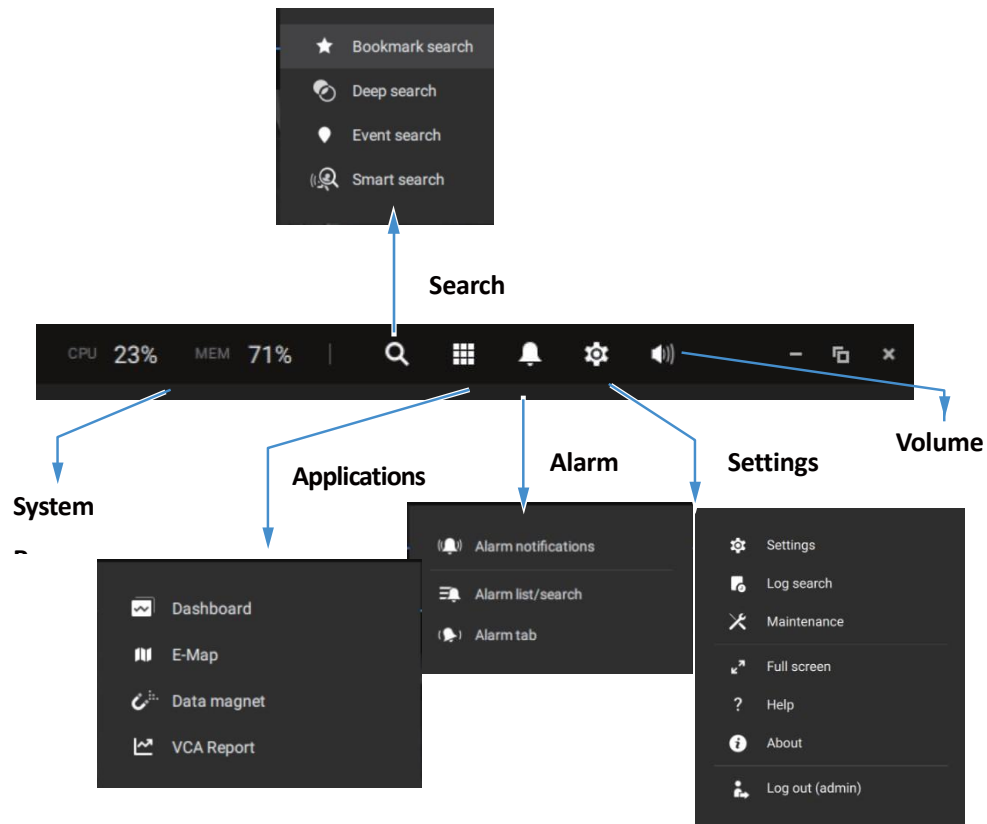 Bookmark search
Deep search
Event search
Smart search
Search
CPU 23% MEM 71%
Volume
Applications
Alarm
Settings
System
Alarm notifications
Alarm list/search
Alarm tab
Dashboard
E-Map
Data magnet
VCA Report
Settings
Log search
Maintenance
Full screen
? Help
About
Log out (admin)